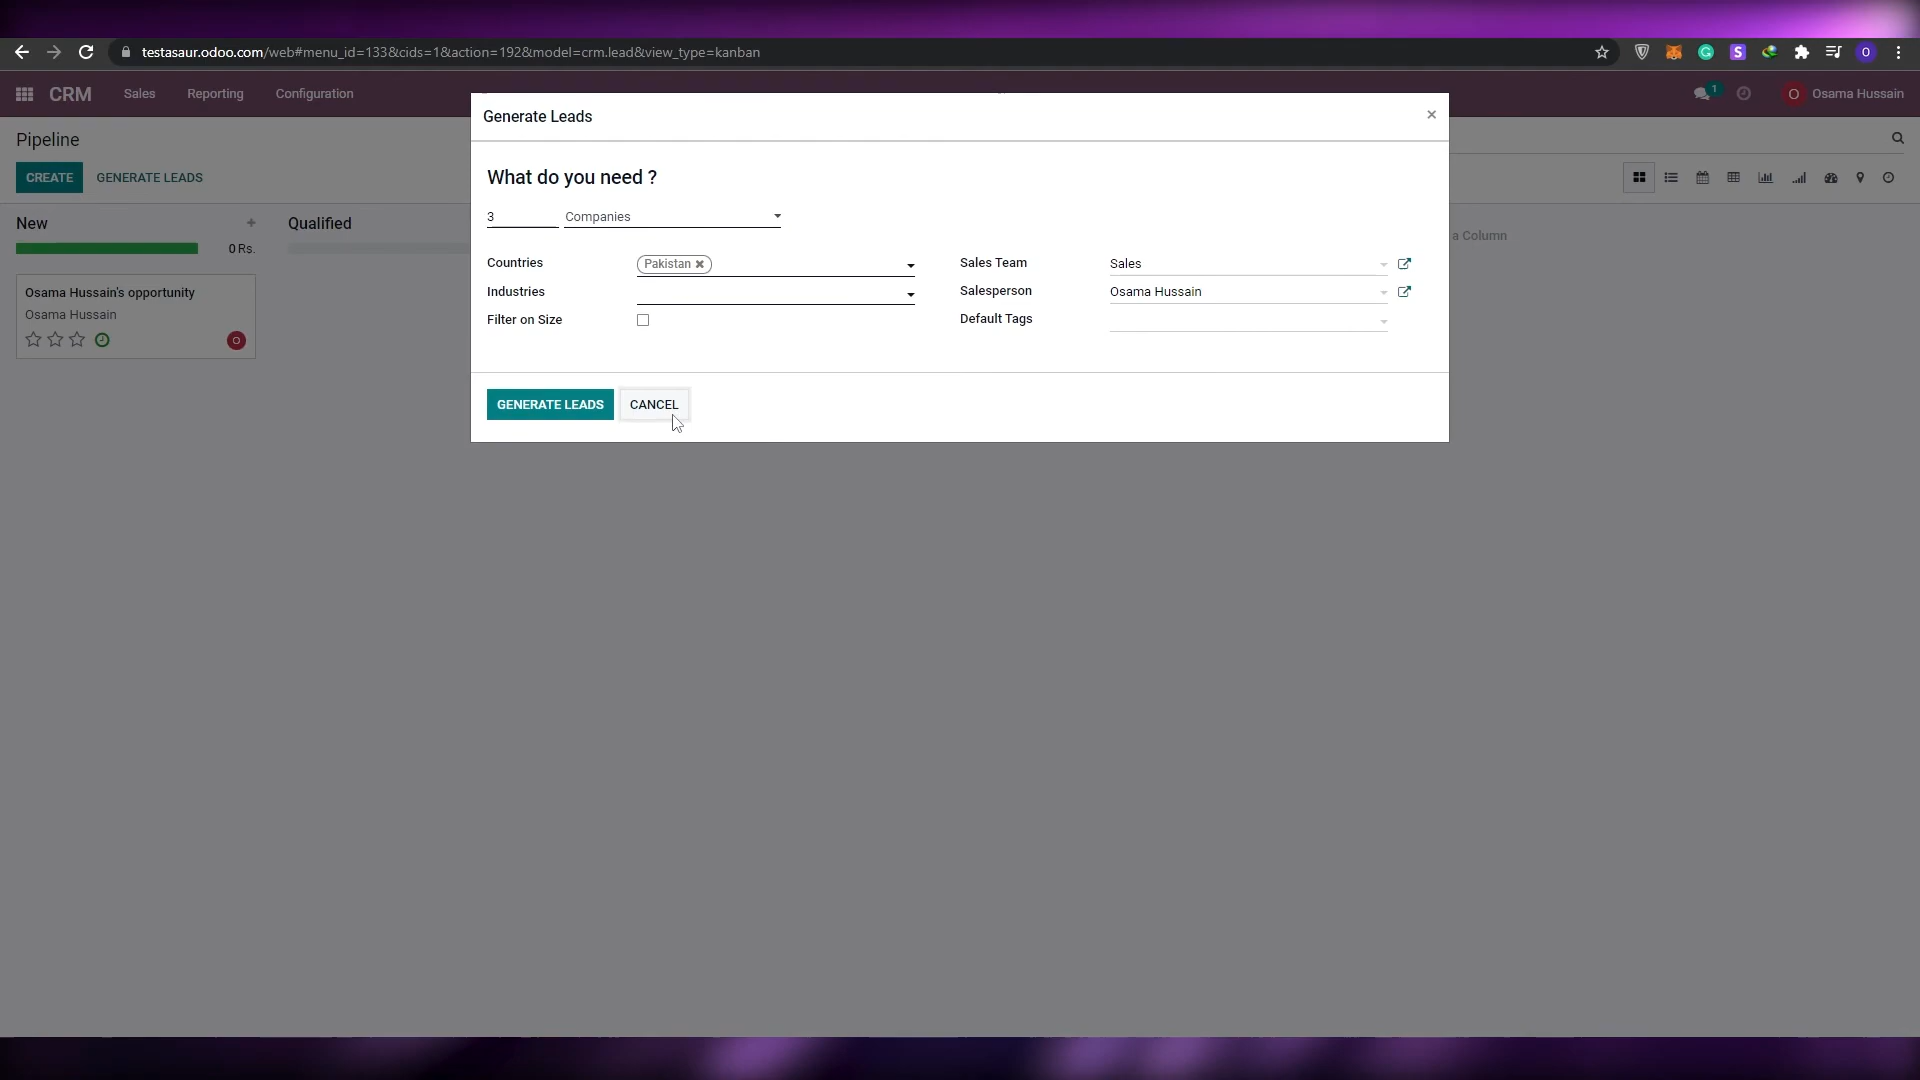 testasaur.odoo.com/web#menu_id=133&cids=1&action=192&model=crm.lead&view_type=kanban
CRM Sales Reporting Configuration 1 O Osama Hussain
Generate Leads ×
Pipeline
CREATE GENERATE LEADS
What do you need ?
3 Companies
New + Qualified
a Column
0 Rs.
Countries Pakistan × Sales Team Sales
Industries Salesperson Osama Hussain
Filter on Size Default Tags
Osama Hussain's opportunity
Osama Hussain
O
GENERATE LEADS CANCEL